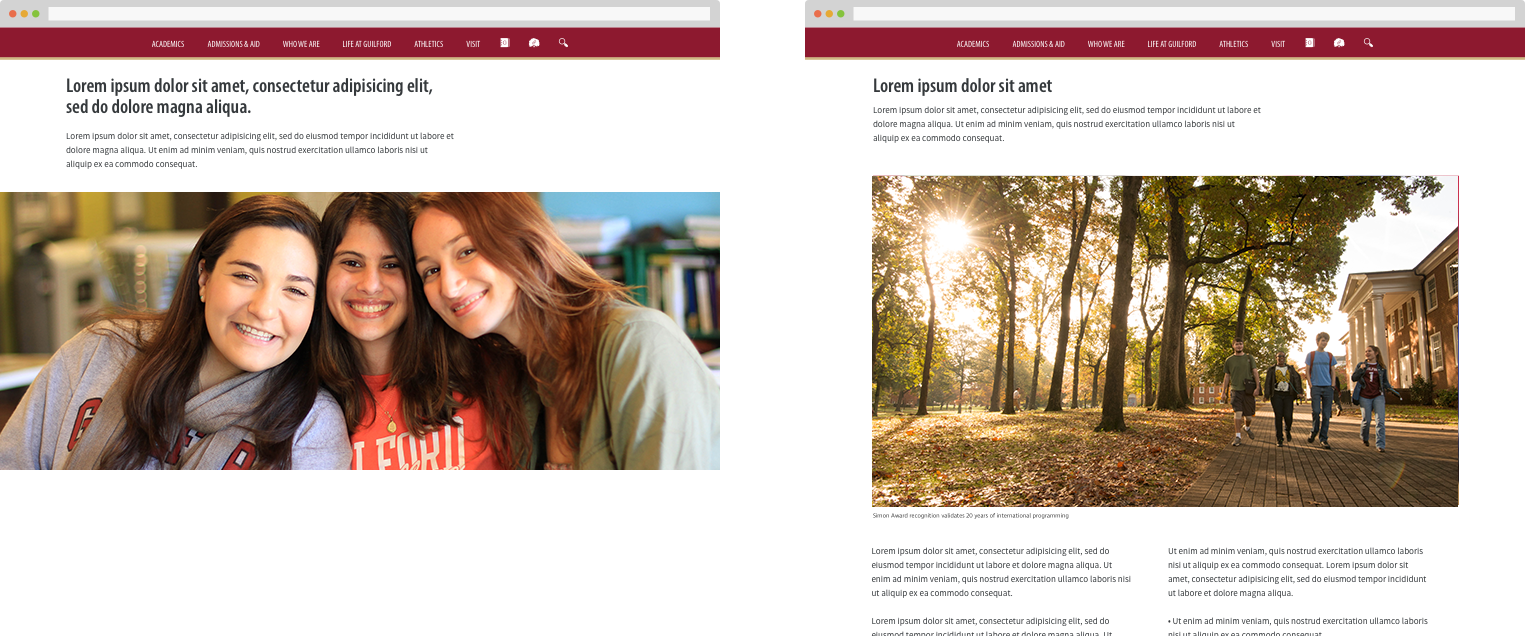 ACADEMICS ADMISSIONS & AID WHO WE ARE LIFE AT GUILFORD ATHLETICS VISIT
Lorem ipsum dolor sit amet, consectetur adipisicing elit,
sed do dolore magna aliqua.
Lorem ipsum dolor sit amet, consectetur adipisicing elit, sed do eiusmod tempor incididunt ut labore et
dolore magna aliqua. Ut enim ad minim veniam, quis nostrud exercitation ullamco laboris nisi ut
aliquip ex ea commodo consequat.
LFORD
ACADEMICS ADMISSIONS & AID WHO WE ARE LIFE AT GUILFORD ATHLETICS VISIT
Lorem ipsum dolor sit amet
Lorem ipsum dolor sit amet, consectetur adipisicing elit, sed do eiusmod tempor incididunt ut labore et
dolore magna aliqua. Ut enim ad minim veniam, quis nostrud exercitation ullamco laboris nisi ut
aliquip ex ea commodo consequat.
Simon Award recognition validates 20 years of international programming
Lorem ipsum dolor sit amet, consectetur adipisicing elit, sed do
eiusmod tempor incididunt ut labore et dolore magna aliqua. Ut
enim ad minim veniam, quis nostrud exercitation ullamco laboris nisi
ut aliquip ex ea commodo consequat.
Lorem ipsum dolor sit amet, consectetur adipisicing elit, sed do
eiusmod tempor incididunt ut labore et dolore magna aliqua. Ut
Ut enim ad minim veniam, quis nostrud exercitation ullamco laboris
nisi ut aliquip ex ea commodo consequat. Lorem ipsum dolor sit
amet, consectetur adipisicing elit, sed do eiusmod tempor incididunt
ut labore et dolore magna aliqua.
• Ut enim ad minim veniam, quis nostrud exercitation ullamco laboris
nisi ut aliquip ex ea commodo consequat.